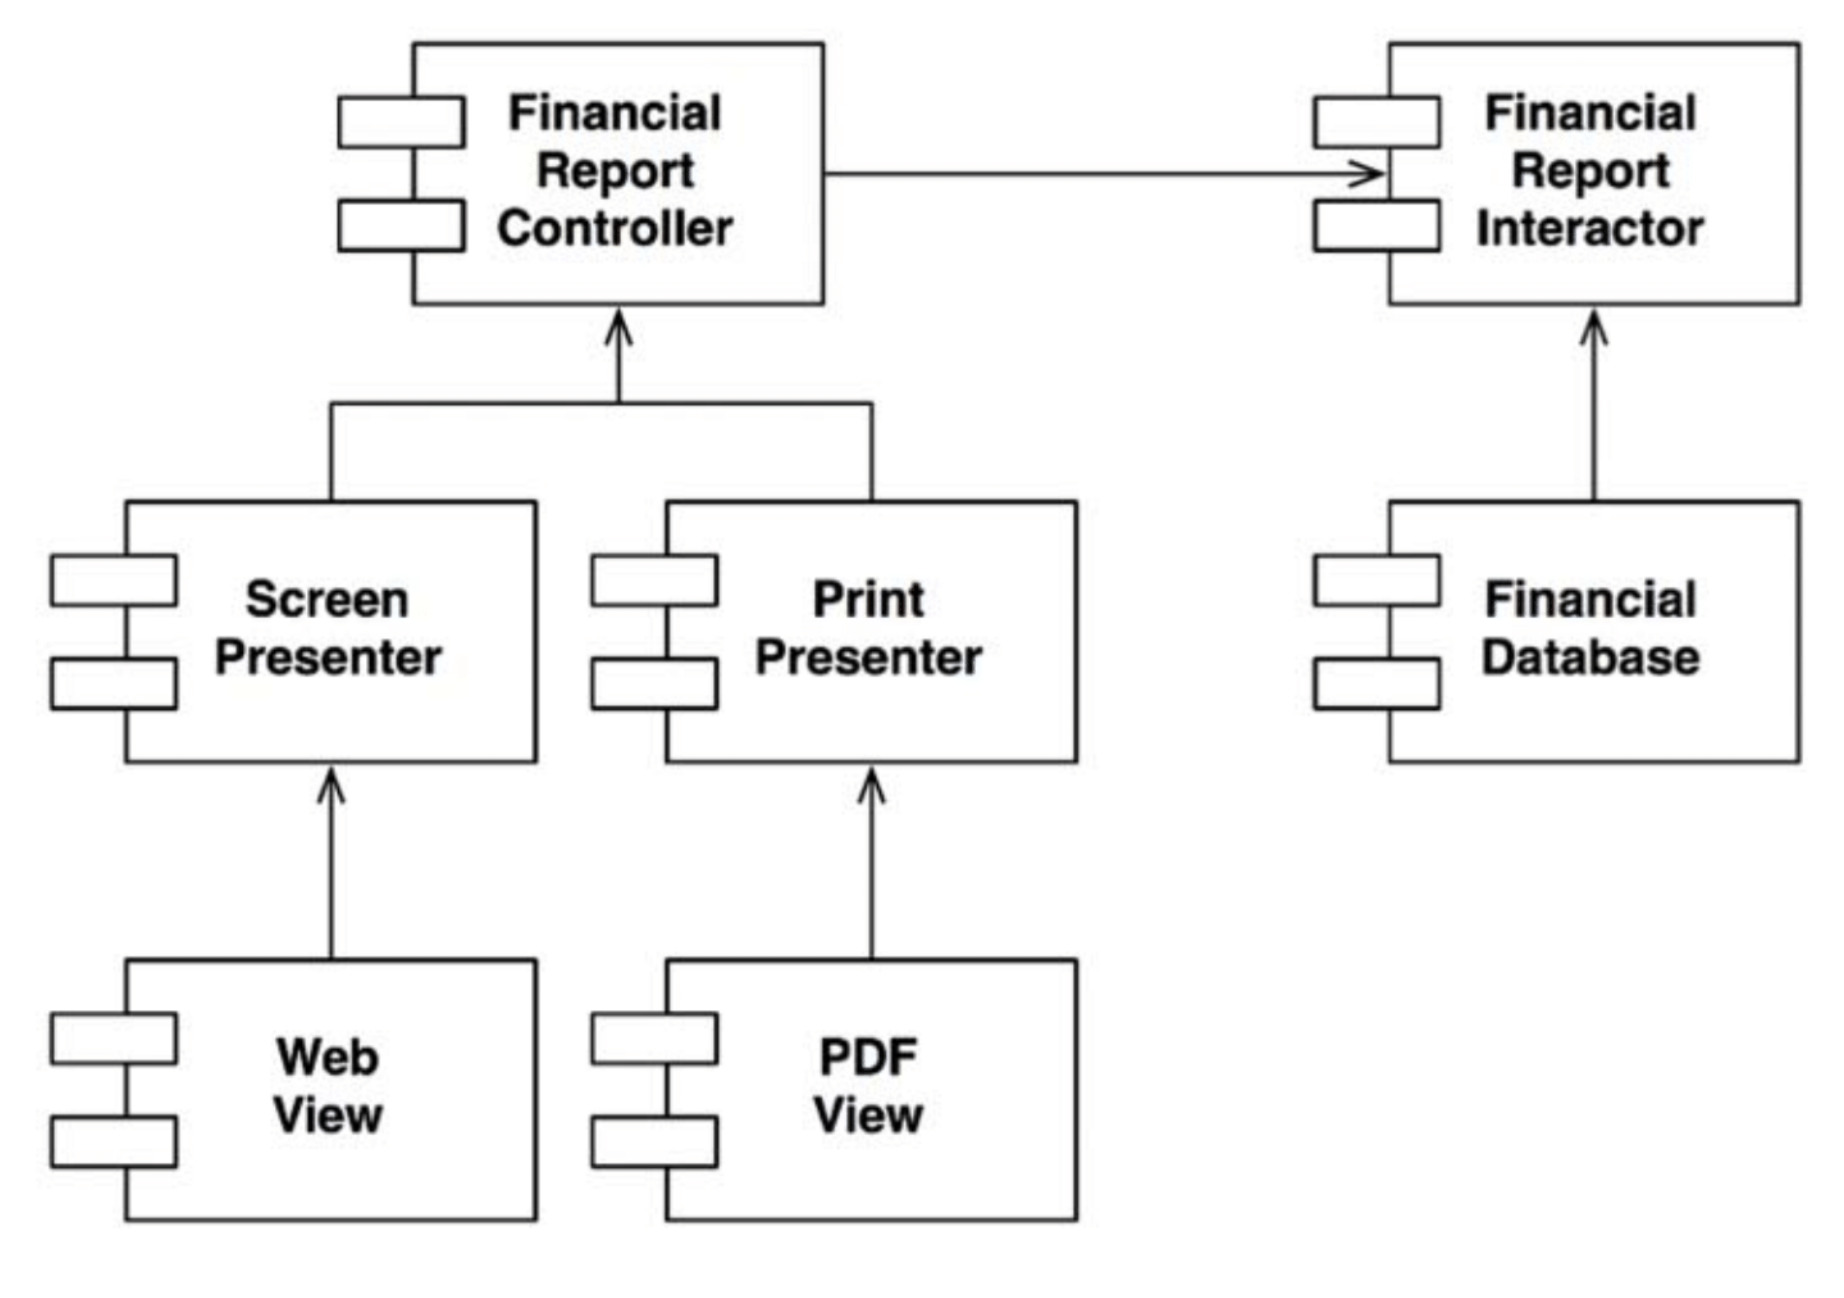 Financial
Report
Controller
Financial
Report
Interactor
Screen
Presenter
Print
Presenter
Financial
Database
Web
View
PDF
View